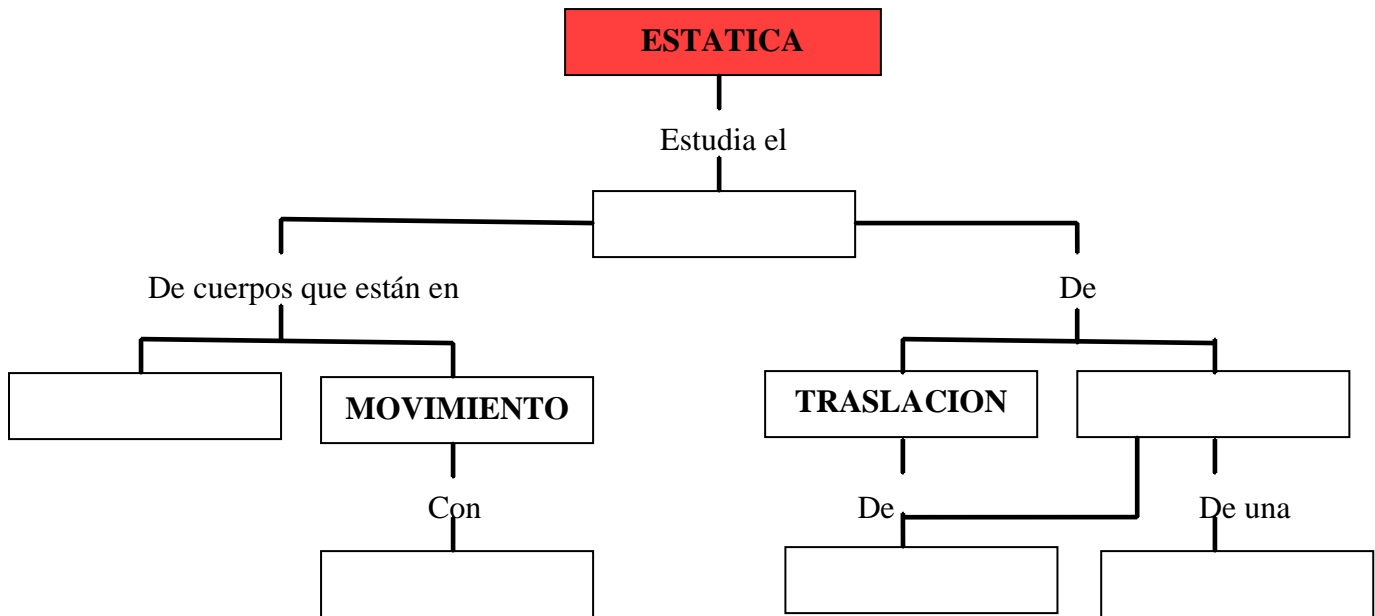 ESTATICA
Estudia el
De cuerpos que están en
De
MOVIMIENTO
TRASLACION
Con
De
De una